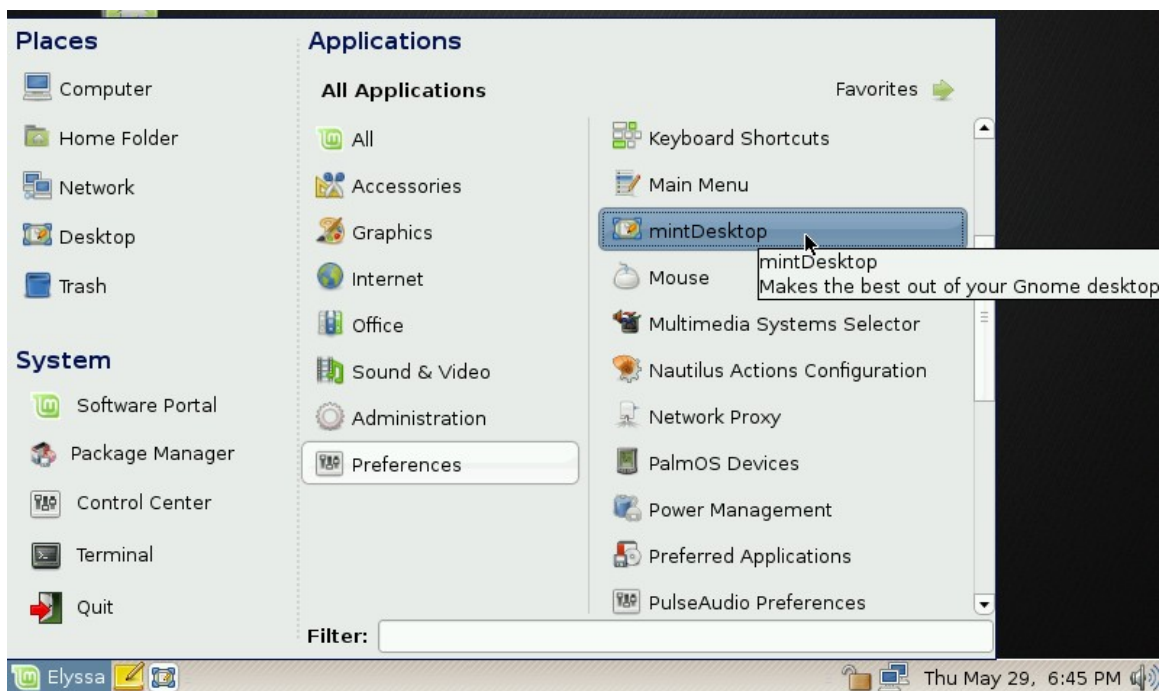 Places
Computer
Home Folder
Network
Desktop
Trash
System
Software Portal
Package Manager
Control Center
Terminal
Quit
Applications
All Applications
Favorites
All
Accessories
Graphics
Internet
Office
Sound & Video
Administration
Preferences
Keyboard Shortcuts
Main Menu
mintDesktop
mintDesktop
Makes the best out of your Gnome desktop
Mouse
Multimedia Systems Selector
Nautilus Actions Configuration
Network Proxy
PalmOS Devices
Power Management
Preferred Applications
PulseAudio Preferences
Filter:
Elyssa
Thu May 29, 6:45 PM